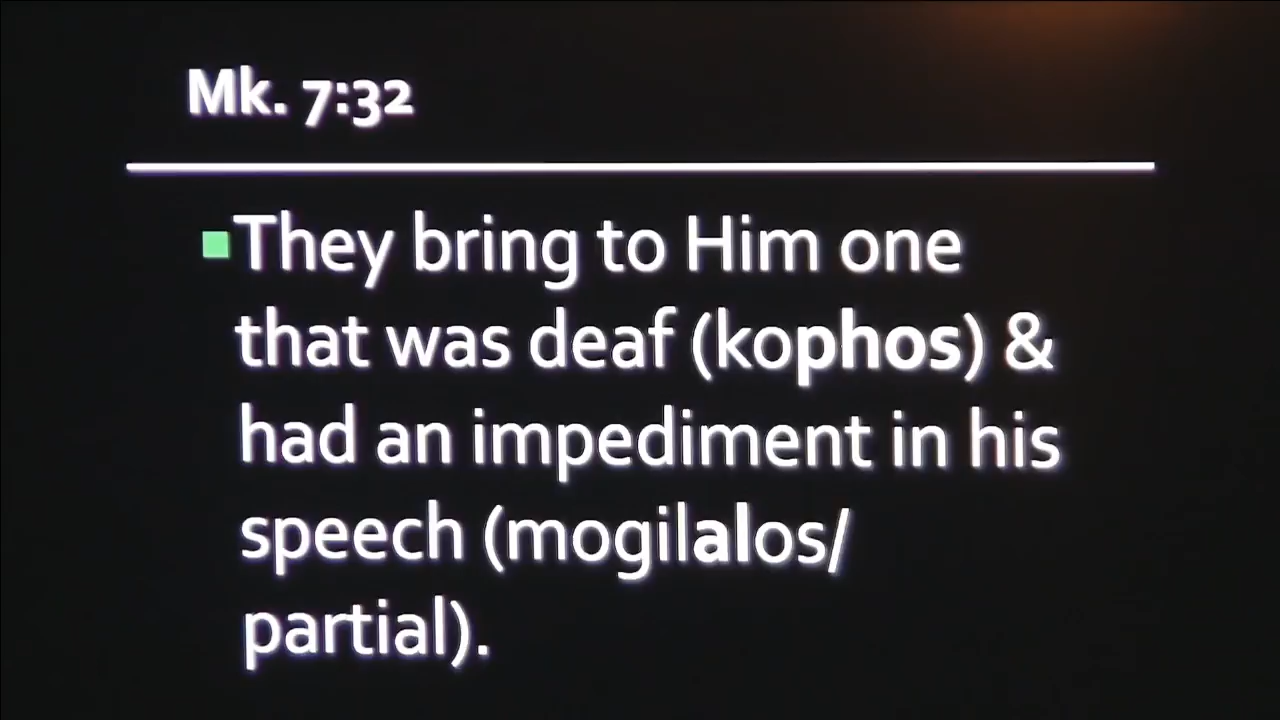 Mk. 7:32
They bring to Him one
that was deaf (kophos) &
had an impediment in his
speech (mogilalos/
partial).